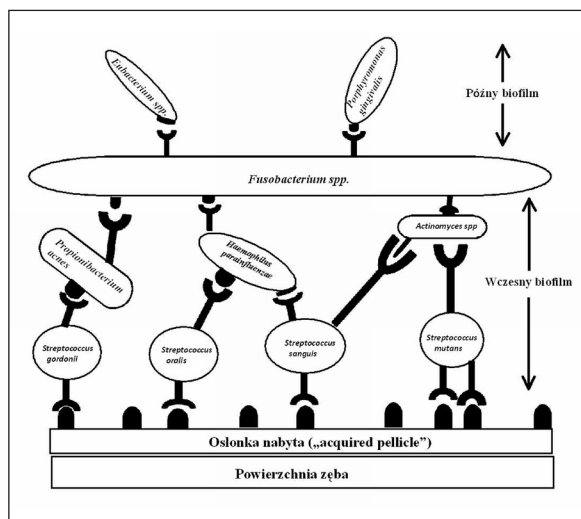 Eubacterium spp.
Porphyromonas
gingivalis
Późny biofilm
Fusobacterium spp.
Actinomyces spp
Propionibacterium
acnes
Haemophilus
parainfluenzae
Wczesny biofilm
Streptococcus
gordonii
Streptococcus
oralis
Streptococcus
sanguis
Streptococcus
mutans
Osłonka nabyta („acquired pellicle”)
Powierzchnia zęba